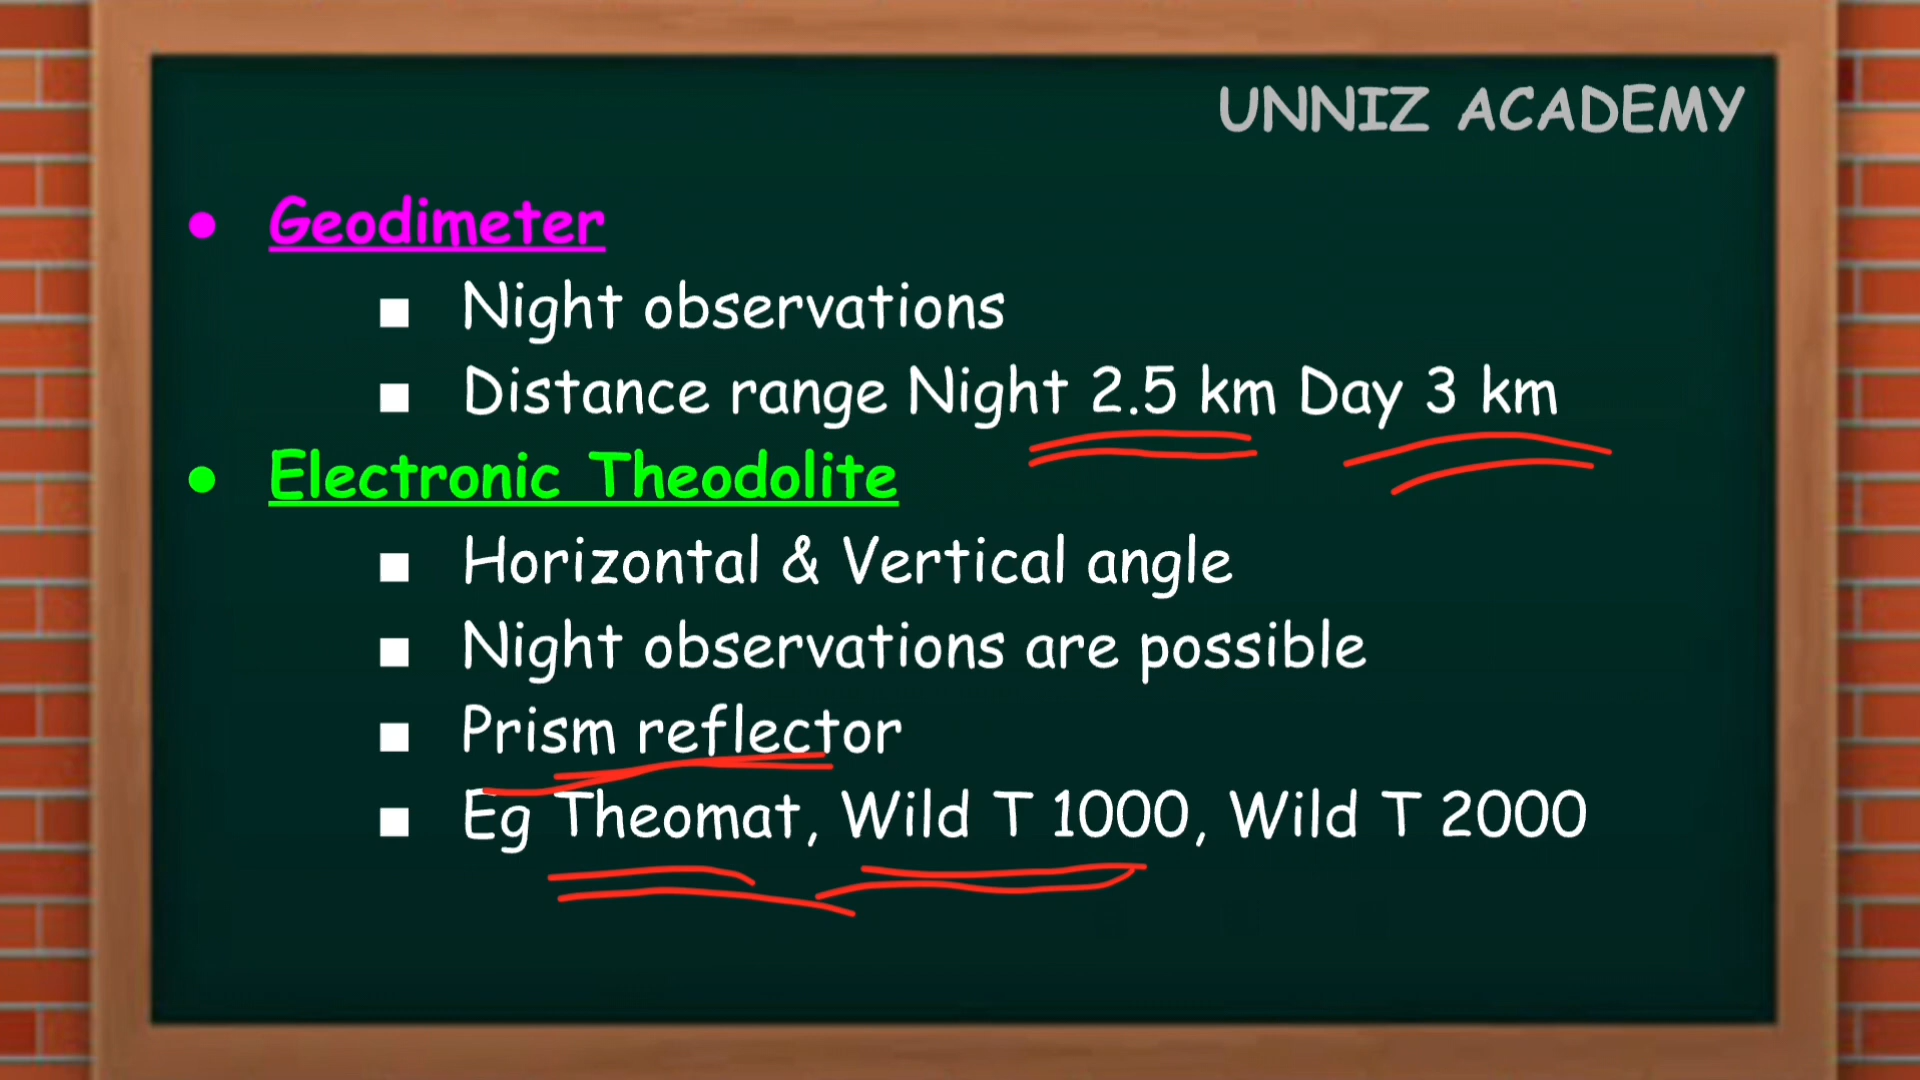 UNNIZ ACADEMY
● Geodimeter
▪ Night observations
▪ Distance range Night 2.5 km Day 3 km
● Electronic Theodolite
▪ Horizontal & Vertical angle
▪ Night observations are possible
▪ Prism reflector
▪ Eg Theomat, Wild T 1000, Wild T 2000